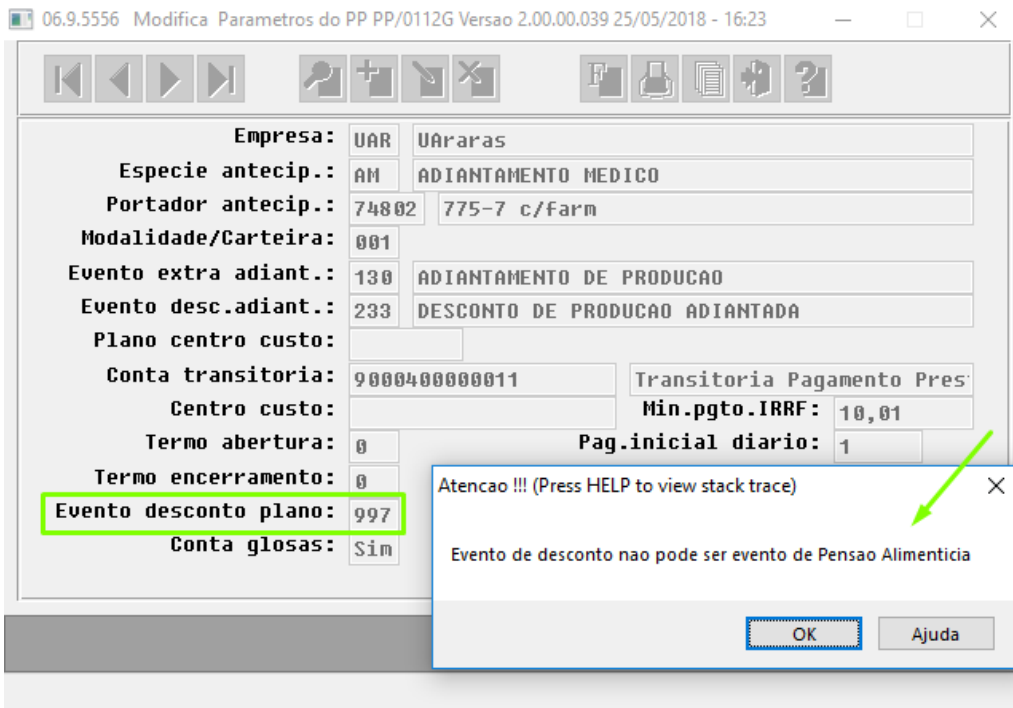 06.9.5556 Modifica Parametros do PP PP/0112G Versao 2.00.00.039 25/05/2018 - 16:23
F
Empresa: UAR UAraras
Especie antecip.: AM ADIANTAMENTO MEDICO
Portador antecip.: 74802 775-7 c/farm
Modalidade/Carteira: 001
Evento extra adiant.: 130 ADIANTAMENTO DE PRODUCAO
Evento desc.adiant.: 233 DESCONTO DE PRODUCAO ADIANTADA
Plano centro custo:
Conta transitoria: 9000400000011 Transitoria Pagamento Pres
Centro custo: Min.pgto.IRRF: 10,01
Termo abertura: 0 Pag.inicial diario: 1
Termo encerramento: 0
Evento desconto plano: 997
Conta glosas: Sim
Atencao !!! (Press HELP to view stack trace)
Evento de desconto nao pode ser evento de Pensao Alimenticia
OK Ajuda